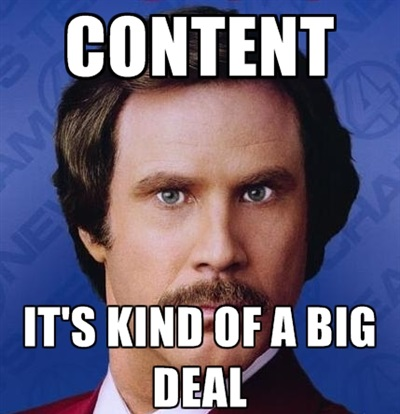 CONTENT
IT'S KIND OF A BIG
DEAL